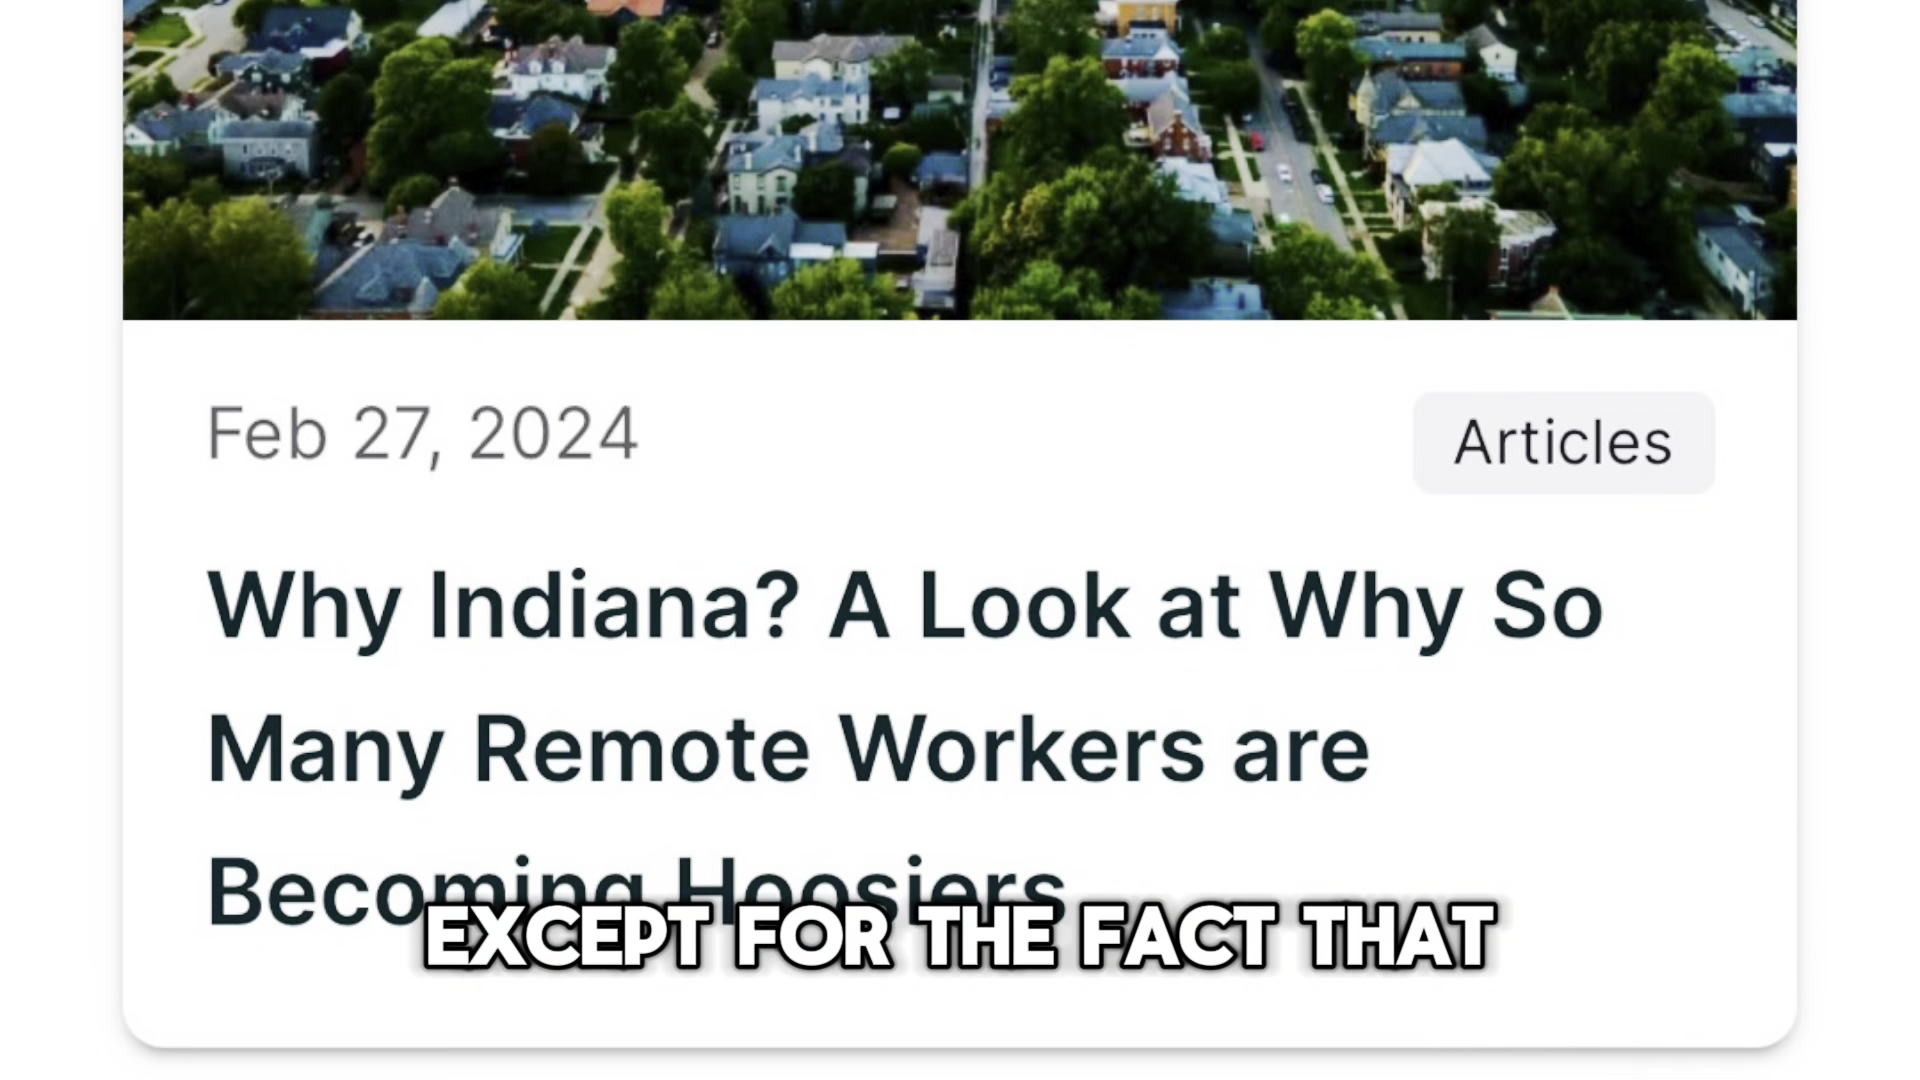 Feb 27, 2024
Articles
Why Indiana? A Look at Why So
Many Remote Workers are
Becoming Hoosiers
EXCEPT FOR THE FACT THAT